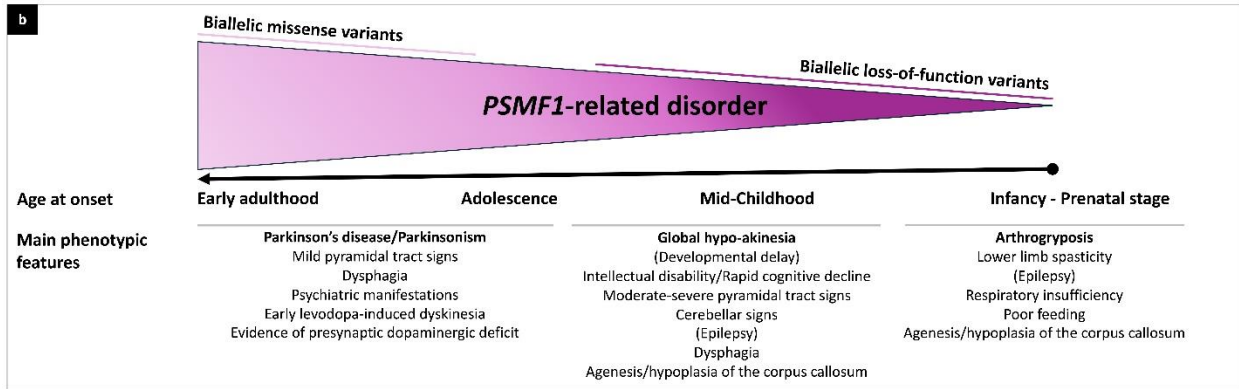 b
Biallelic missense variants
Biallelic loss-of-function variants
PSMF1-related disorder
Age at onset
Early adulthood
Adolescence
Mid-Childhood
Infancy - Prenatal stage
Main phenotypic
features
Parkinson's disease/Parkinsonism
Mild pyramidal tract signs
Dysphagia
Psychiatric manifestations
Early levodopa-induced dyskinesia
Evidence of presynaptic dopaminergic deficit
Global hypo-akinesia
(Developmental delay)
Intellectual disability/Rapid cognitive decline
Moderate-severe pyramidal tract signs
Cerebellar signs
(Epilepsy)
Dysphagia
Agenesis/hypoplasia of the corpus callosum
Arthrogryposis
Lower limb spasticity
(Epilepsy)
Respiratory insufficiency
Poor feeding
Agenesis/hypoplasia of the corpus callosum